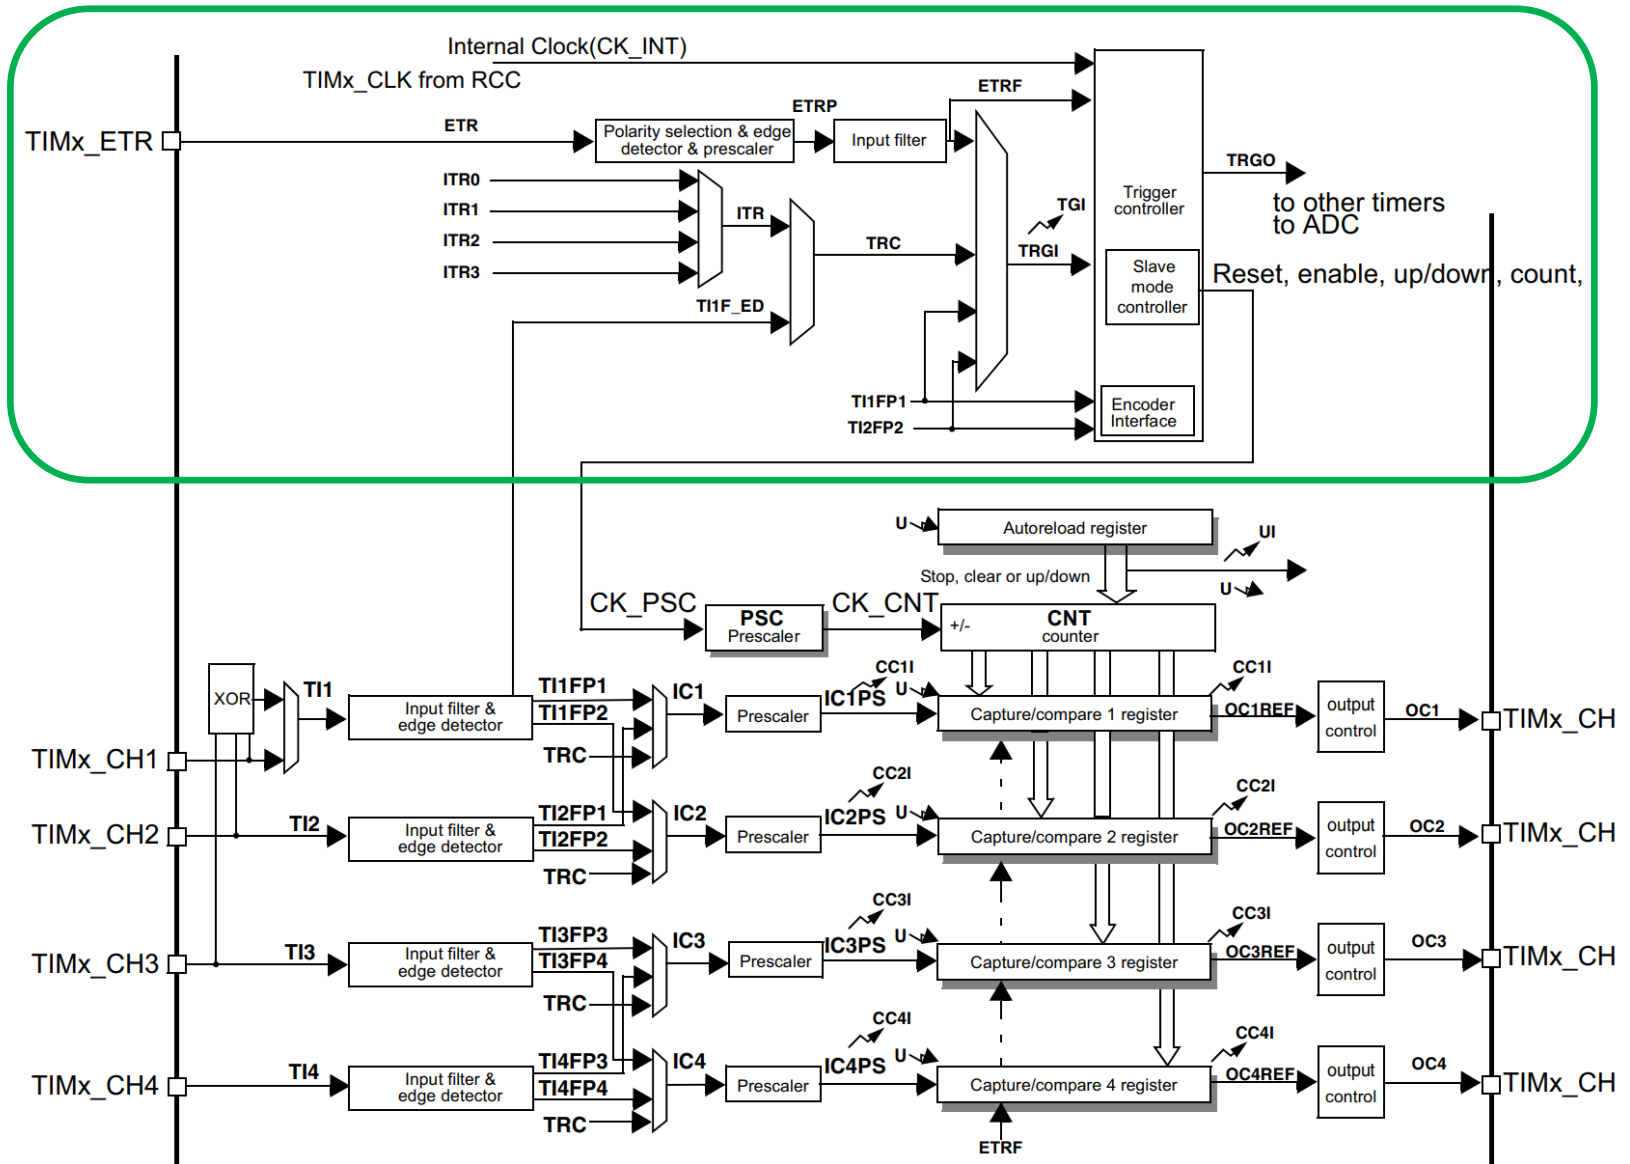 Internal Clock(CK_INT)
TIMx_CLK from RCC
ETRF
ETRP
ETR
TIMx_ETR
Polarity selection & edge
detector & prescaler
Input filter
TRGO
to other timers
to ADC
ITR0
ITR1
ITR2
ITR3
ITR
TRC
TGI
TRGI
Trigger
controller
Slave
mode
controller
Reset, enable, up/down, count,
TI1F_ED
TI1FP1
TI2FP2
Encoder
Interface
U
Autoreload register
UI
Stop, clear or up/down
U
CK_PSC
PSC
Prescaler
CK_CNT
+/-
CNT
counter
XOR
TI1
Input filter &
edge detector
TI1FP1
TI1FP2
TRC
IC1
Prescaler
CC1I
IC1PS
U
Capture/compare 1 register
CC1I
OC1REF
output
control
OC1
TIMx_CH
TIMx_CH1
TIMx_CH2
TI2
Input filter &
edge detector
TI2FP1
TI2FP2
TRC
IC2
Prescaler
CC2I
IC2PS
U
Capture/compare 2 register
CC2I
OC2REF
output
control
OC2
TIMx_CH
TIMx_CH3
TI3
Input filter &
edge detector
TI3FP3
TI3FP4
TRC
IC3
Prescaler
CC3I
IC3PS
U
Capture/compare 3 register
CC3I
OC3REF
output
control
OC3
TIMx_CH
TIMx_CH4
TI4
Input filter &
edge detector
TI4FP3
TI4FP4
TRC
IC4
Prescaler
CC4I
IC4PS
U
Capture/compare 4 register
CC4I
OC4REF
output
control
OC4
TIMx_CH
ETRF